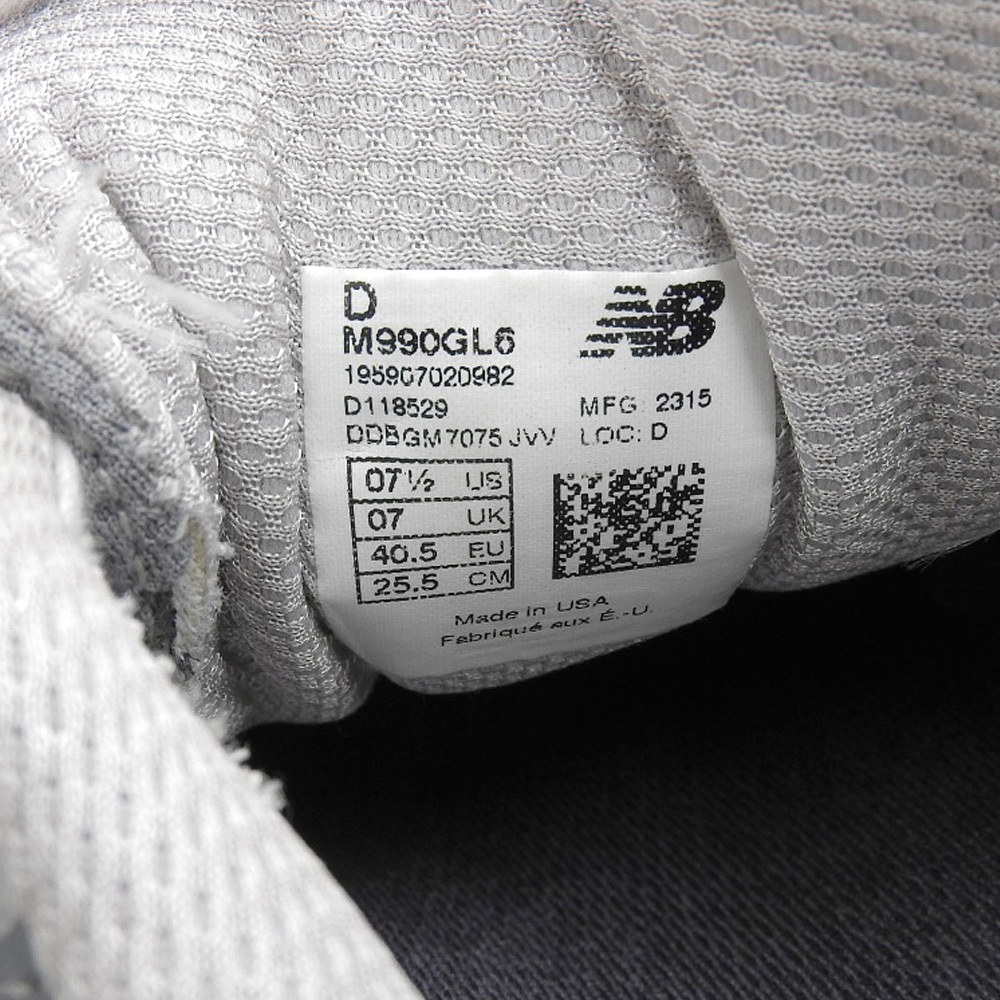 D
NB
M990GL6
195907020982
D118529 MFG: 2315
DDBGM7075 JVV LOC: D
07½ US
07 UK
40.5 EU
25.5 CM
Made in USA
Fabriqué aux É.-U.